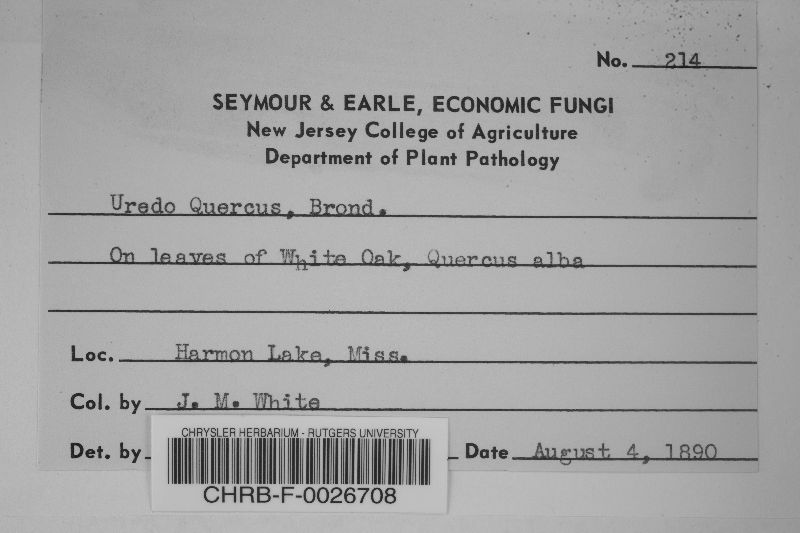 No. 214
SEYMOUR & EARLE, ECONOMIC FUNGI
New Jersey College of Agriculture
Department of Plant Pathology
Uredo Quercus, Brond.
On leaves of White Oak, Quercus alba
Loc. Harmon Lake, Miss.
Col. by J. M. White
Det. by Date August 4, 1890
CHRYSLER HERBARIUM - RUTGERS UNIVERSITY
CHRB-F-0026708